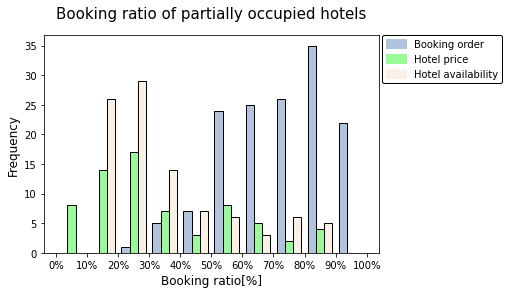 Booking ratio of partially occupied hotels
Booking order
Hotel price
Hotel availability
Frequency
35
30
25
20
15
10
5
0
0% 10% 20% 30% 40% 50% 60% 70% 80% 90% 100%
Booking ratio[%]